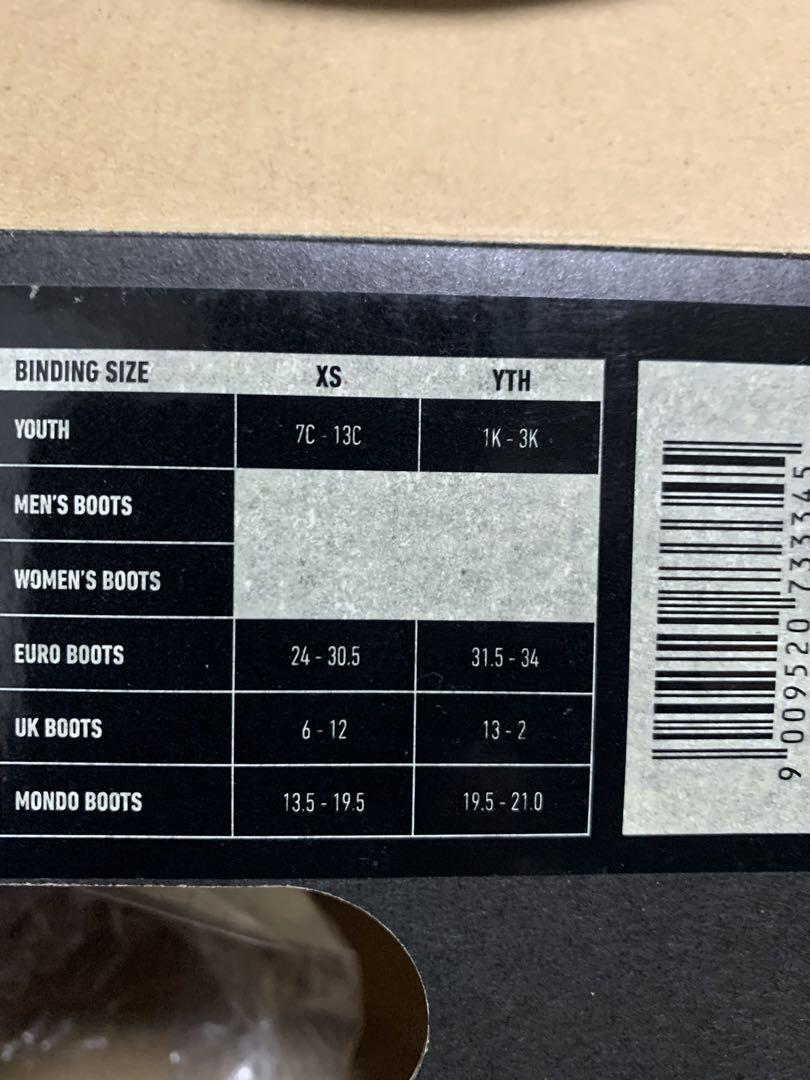 BINDING SIZE XS YTH
YOUTH 7C - 13C 1K - 3K
MEN'S BOOTS
WOMEN'S BOOTS
EURO BOOTS 24 - 30.5 31.5 - 34
UK BOOTS 6 - 12 13 - 2
MONDO BOOTS 13.5 - 19.5 19.5 - 21.0
9 009520 733345